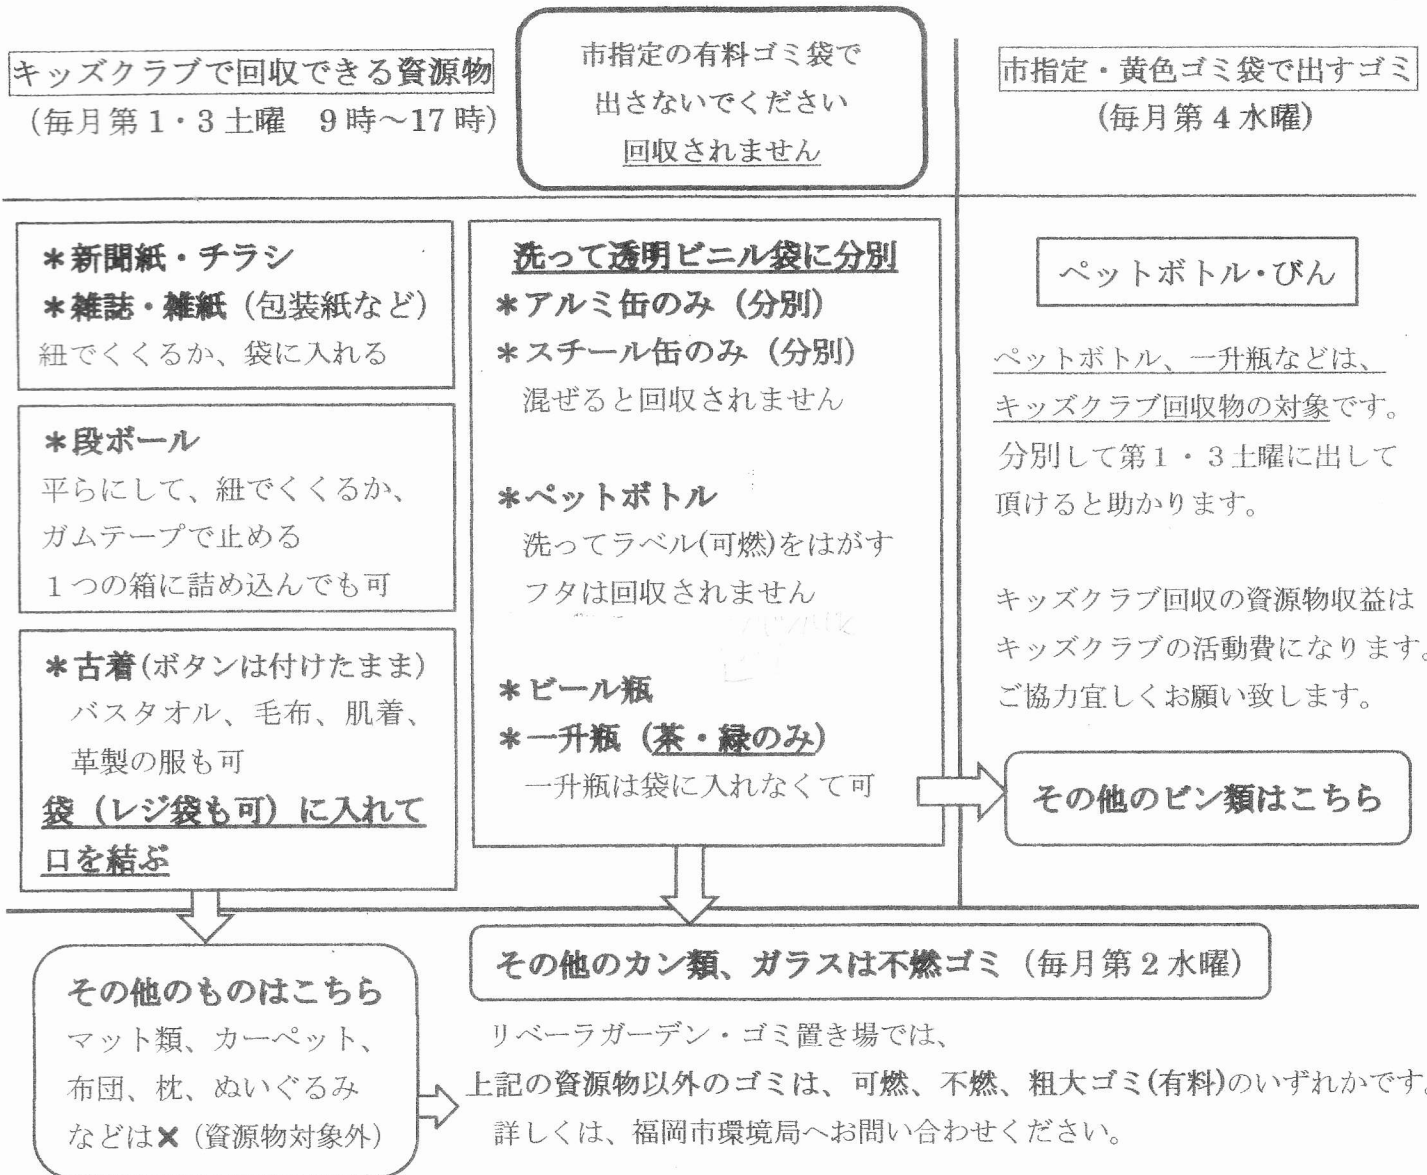 キッズクラブで回収できる資源物
(毎月第1・3土曜　9時～17時)
市指定の有料ゴミ袋で
出さないでください
回収されません
市指定・黄色ゴミ袋で出すゴミ
(毎月第4水曜)
＊新聞紙・チラシ
＊雑誌・雑紙（包装紙など）
紐でくくるか、袋に入れる
＊段ボール
平らにして、紐でくくるか、
ガムテープで止める
１つの箱に詰め込んでも可
＊古着(ボタンは付けたまま)
バスタオル、毛布、肌着、
革製の服も可
袋（レジ袋も可）に入れて
口を結ぶ
洗って透明ビニル袋に分別
＊アルミ缶のみ（分別）
＊スチール缶のみ（分別）
混ぜると回収されません
＊ペットボトル
洗ってラベル(可燃)をはがす
フタは回収されません
＊ビール瓶
＊一升瓶（茶・緑のみ）
一升瓶は袋に入れなくて可
ペットボトル・びん
ペットボトル、一升瓶などは、
キッズクラブ回収物の対象です。
分別して第１・３土曜に出して
頂けると助かります。
キッズクラブ回収の資源物収益は
キッズクラブの活動費になります。
ご協力宜しくお願い致します。
その他のビン類はこちら
その他のものはこちら
マット類、カーペット、
布団、枕、ぬいぐるみ
などは✖（資源物対象外）
その他のカン類、ガラスは不燃ゴミ（毎月第２水曜）
リベーラガーデン・ゴミ置き場では、
上記の資源物以外のゴミは、可燃、不燃、粗大ゴミ(有料)のいずれかです。
詳しくは、福岡市環境局へお問い合わせください。